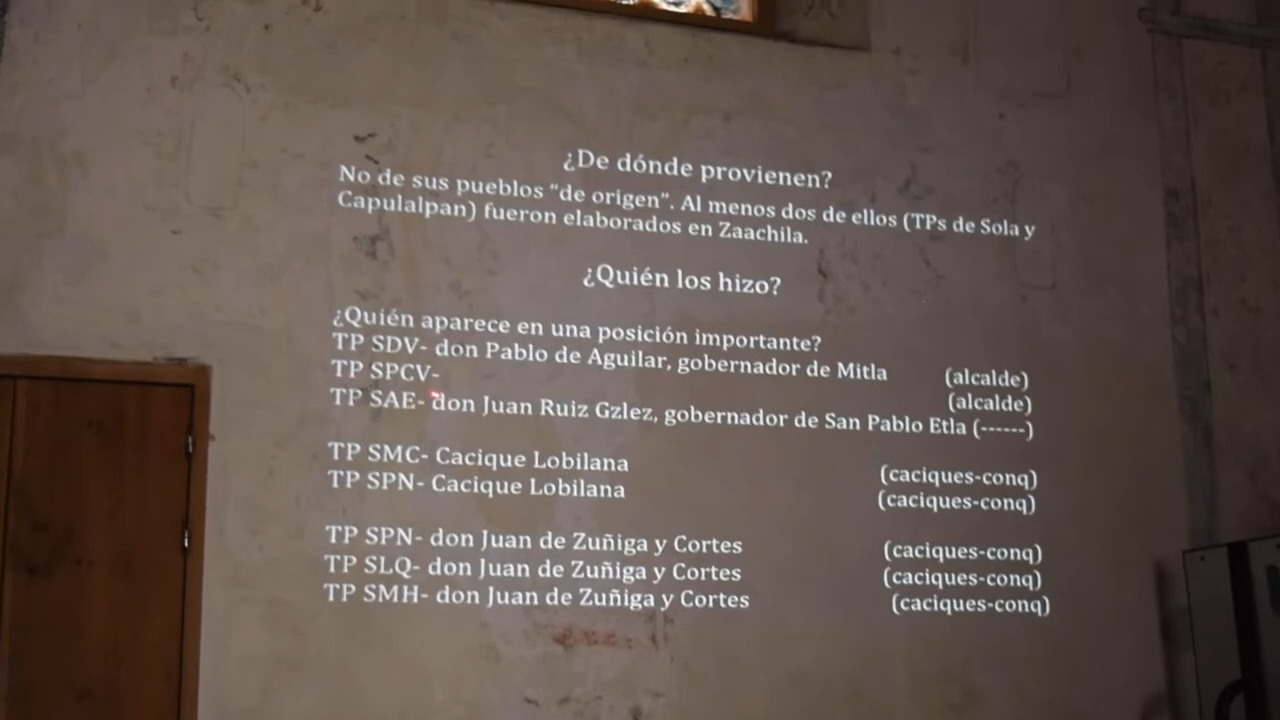 ¿De dónde provienen?
No de sus pueblos “de origen”. Al menos dos de ellos (TPs de Sola y
Capulalpan) fueron elaborados en Zaachila.
¿Quién los hizo?
¿Quién aparece en una posición importante?
TP SDV- don Pablo de Aguilar, gobernador de Mitla (alcalde)
TP SPCV- (alcalde)
TP SAE- don Juan Ruiz Gzlez, gobernador de San Pablo Etla (------)
TP SMC- Cacique Lobilana (caciques-conq)
TP SPN- Cacique Lobilana (caciques-conq)
TP SPN- don Juan de Zuñiga y Cortes (caciques-conq)
TP SLQ- don Juan de Zuñiga y Cortes (caciques-conq)
TP SMH- don Juan de Zuñiga y Cortes (caciques-conq)